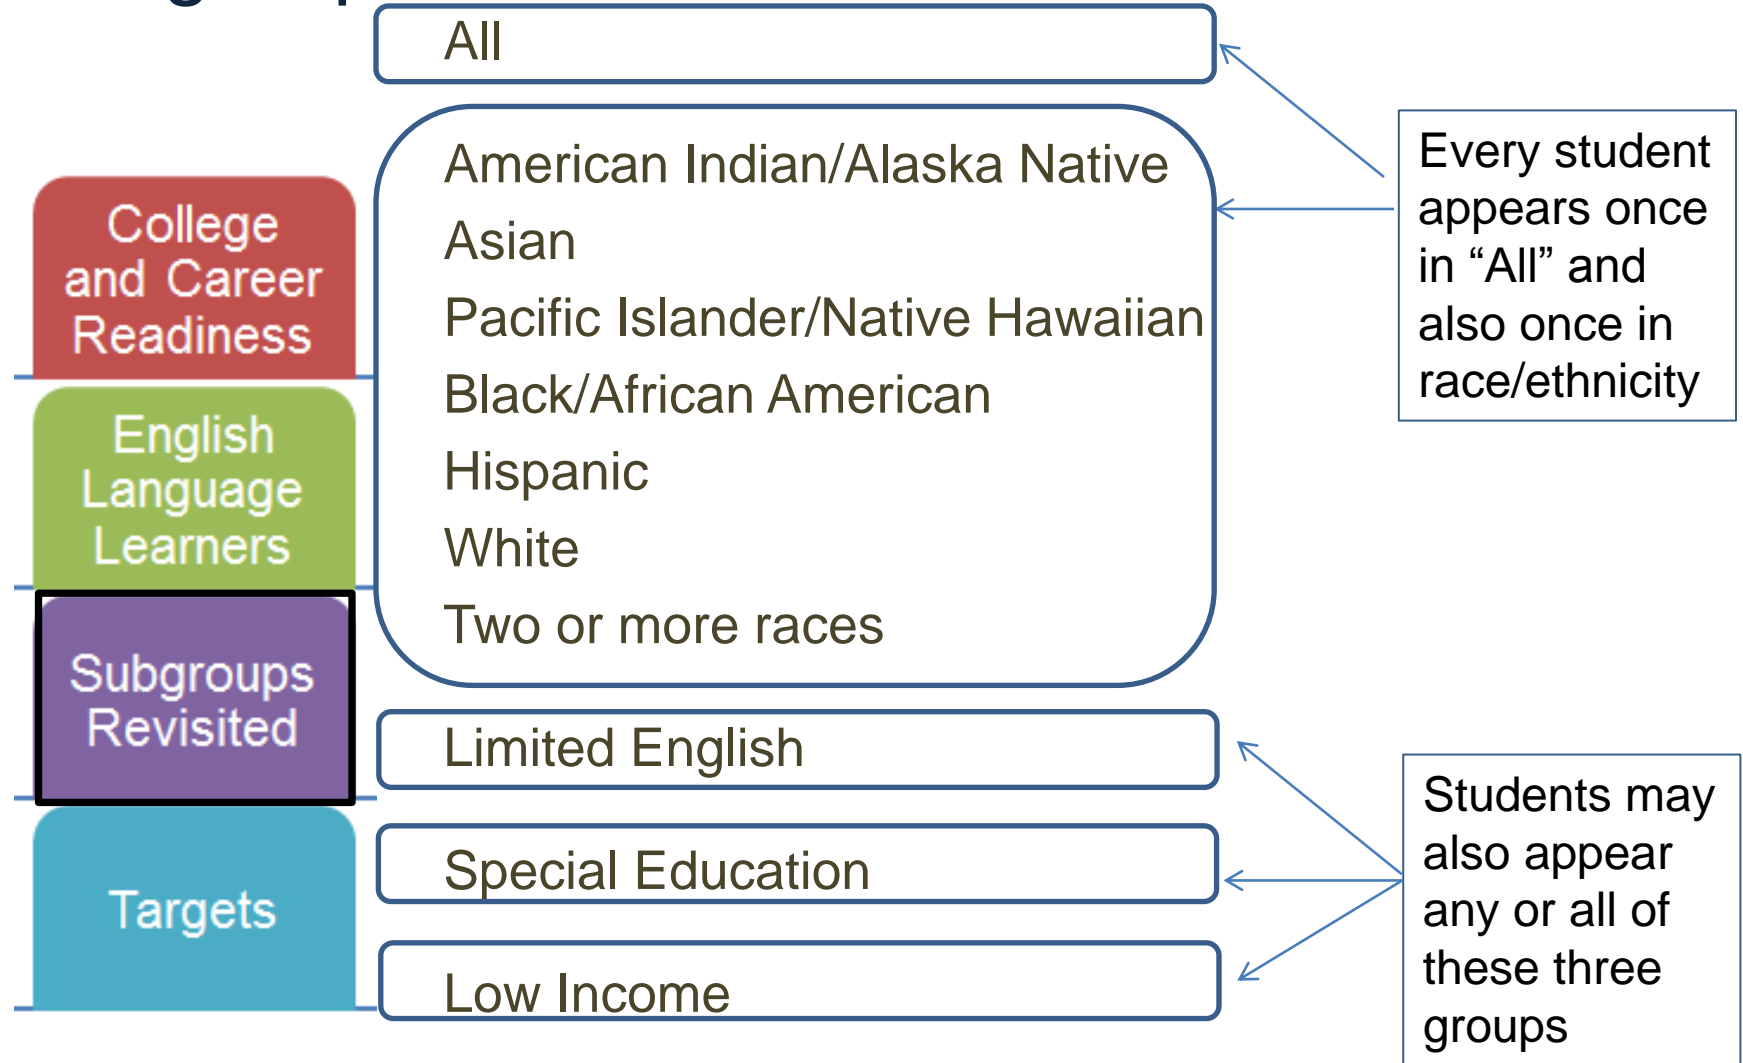 All
American Indian/Alaska Native
Asian
Pacific Islander/Native Hawaiian
Black/African American
Hispanic
White
Two or more races
Limited English
Special Education
Low Income
College
and Career
Readiness
English
Language
Learners
Subgroups
Revisited
Targets
Every student
appears once
in “All” and
also once in
race/ethnicity
Students may
also appear
any or all of
these three
groups